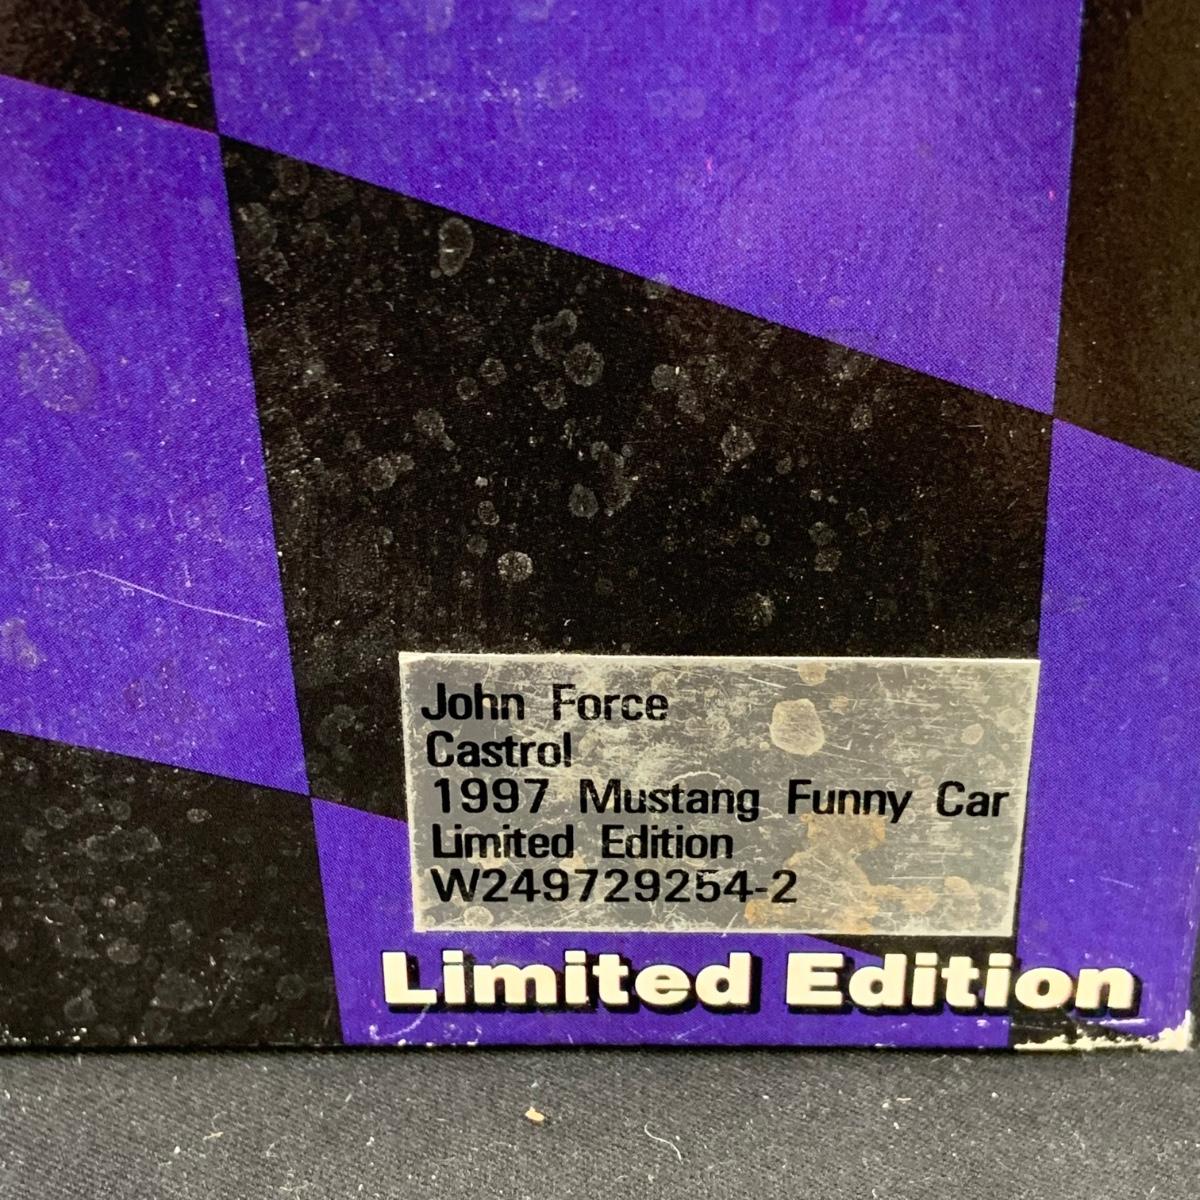 John Force
Castrol
1997 Mustang Funny Car
Limited Edition
W249729254-2
Limited Edition